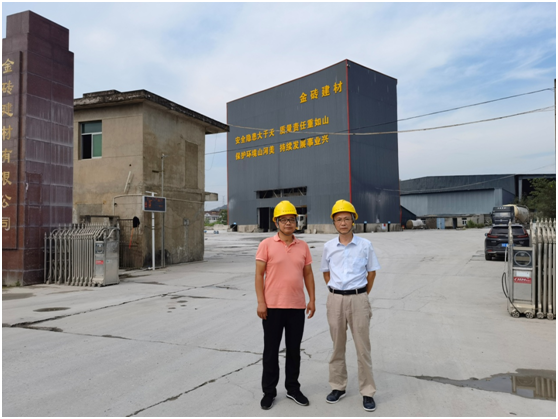 金砖建材有限公司
金砖建材
安全隐患大于天 低碳责任重如山
保护环境山河美 持续发展事业兴